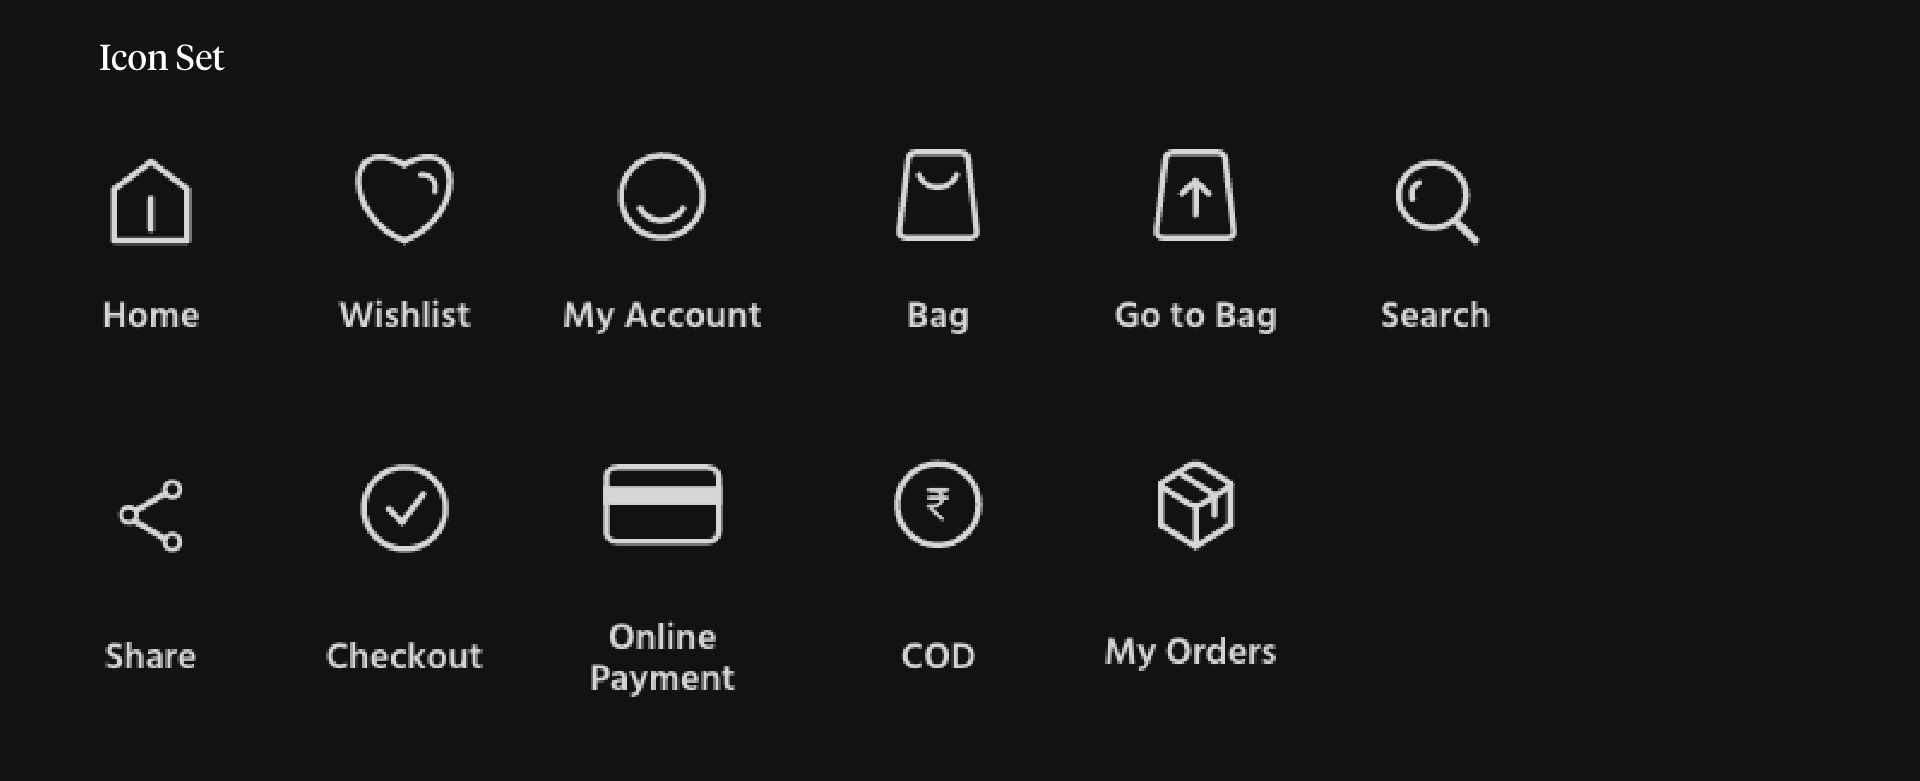 Icon Set
Home
Wishlist
My Account
Bag
Go to Bag
Search
₹
Share
Checkout
Online
Payment
COD
My Orders